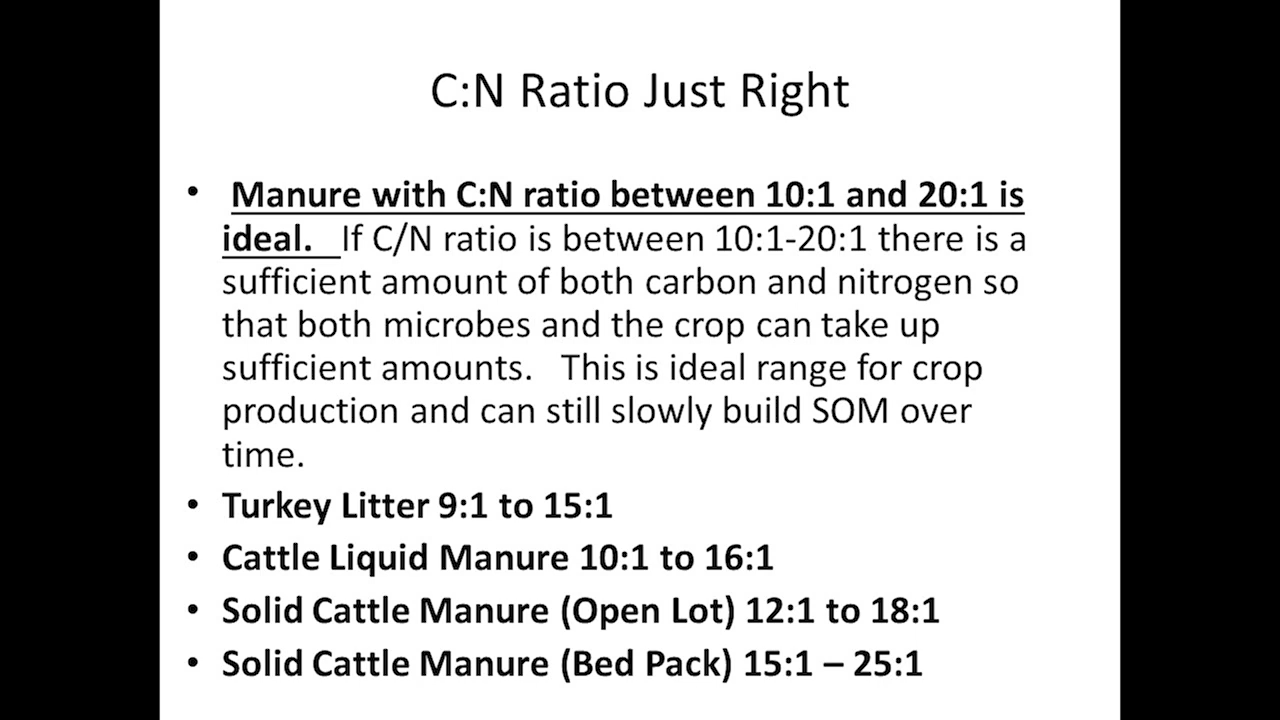 C:N Ratio Just Right
• Manure with C:N ratio between 10:1 and 20:1 is
ideal. If C/N ratio is between 10:1-20:1 there is a
sufficient amount of both carbon and nitrogen so
that both microbes and the crop can take up
sufficient amounts. This is ideal range for crop
production and can still slowly build SOM over
time.
• Turkey Litter 9:1 to 15:1
• Cattle Liquid Manure 10:1 to 16:1
• Solid Cattle Manure (Open Lot) 12:1 to 18:1
• Solid Cattle Manure (Bed Pack) 15:1 – 25:1